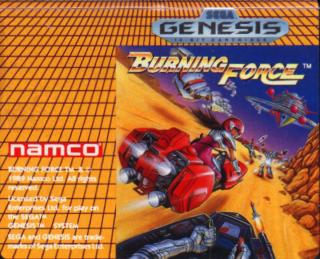 SEGA
GENESIS
BURNING FORCE™
namco
BURNING FORCE TM & ©
1989 Namco Ltd. All rights
reserved.
Licensed by Sega
Enterprises Ltd. for play on
the SEGA™
GENESIS™ SYSTEM.
SEGA and GENESIS are trade-
marks of Sega Enterprises Ltd.